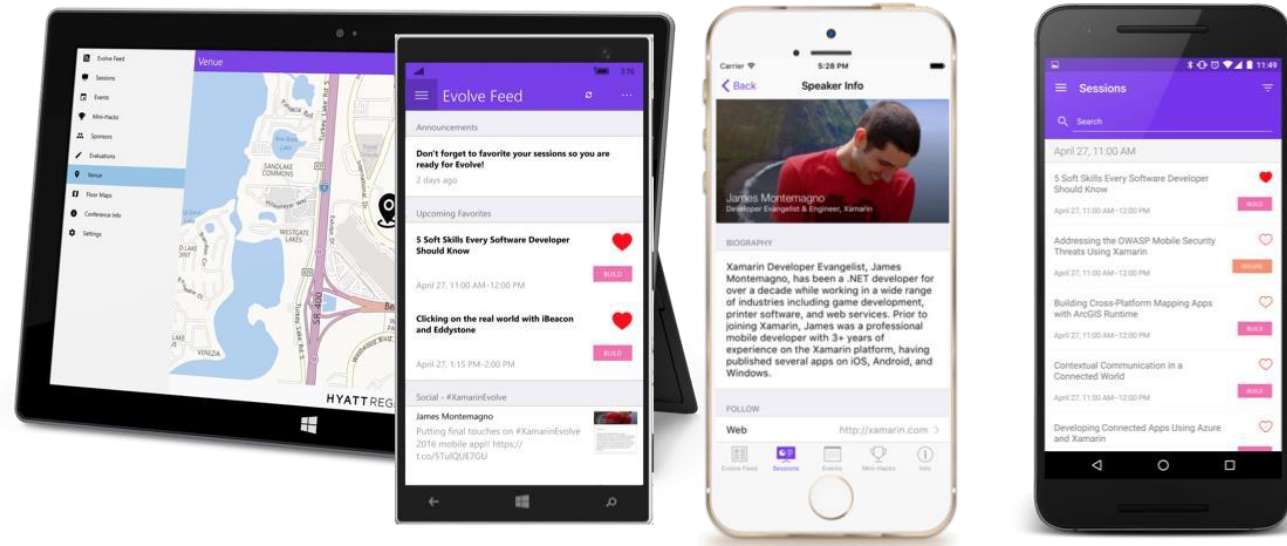 Evolve Feed
Sessions
Events
Mini-Hacks
Sponsors
Evaluations
Venue
Floor Maps
Conference Info
Settings
Venue
SANDLAKE
COMMONS
WESTGATE
LAKES
Turkey Lake Rd. S
SR-400
VENEZIA
HYATT REG
3:16
Evolve Feed
Announcements
Don't forget to favorite your sessions so you are
ready for Evolve!
2 days ago
Upcoming Favorites
5 Soft Skills Every Software Developer
Should Know
BUILD
April 27, 11:00 AM–12:00 PM
Clicking on the real world with iBeacon
and Eddystone
BUILD
April 27, 1:15 PM–2:00 PM
Social - #XamarinEvolve
James Montemagno
Putting final touches on #XamarinEvolve
2016 mobile app!! https://
t.co/5TulQUE7GU
Carrier 5:28 PM
Back Speaker Info
James Montemagno
Developer Evangelist & Engineer, Xamarin
BIOGRAPHY
Xamarin Developer Evangelist, James
Montemagno, has been a .NET developer for
over a decade while working in a wide range
of industries including game development,
printer software, and web services. Prior to
joining Xamarin, James was a professional
mobile developer with 3+ years of
experience on the Xamarin platform, having
published several apps on iOS, Android, and
Windows.
FOLLOW
Web http://xamarin.com
Evolve Feed Sessions Events Mini-Hacks Info
11:49
Sessions
Search
April 27, 11:00 AM
5 Soft Skills Every Software Developer
Should Know
April 27, 11:00 AM–12:00 PM BUILD
Addressing the OWASP Mobile Security
Threats Using Xamarin
April 27, 11:00 AM–12:00 PM
Building Cross-Platform Mapping Apps
with ArcGIS Runtime
April 27, 11:00 AM–12:00 PM BUILD
Contextual Communication in a
Connected World
April 27, 11:00 AM–12:00 PM BUILD
Developing Connected Apps Using Azure
and Xamarin